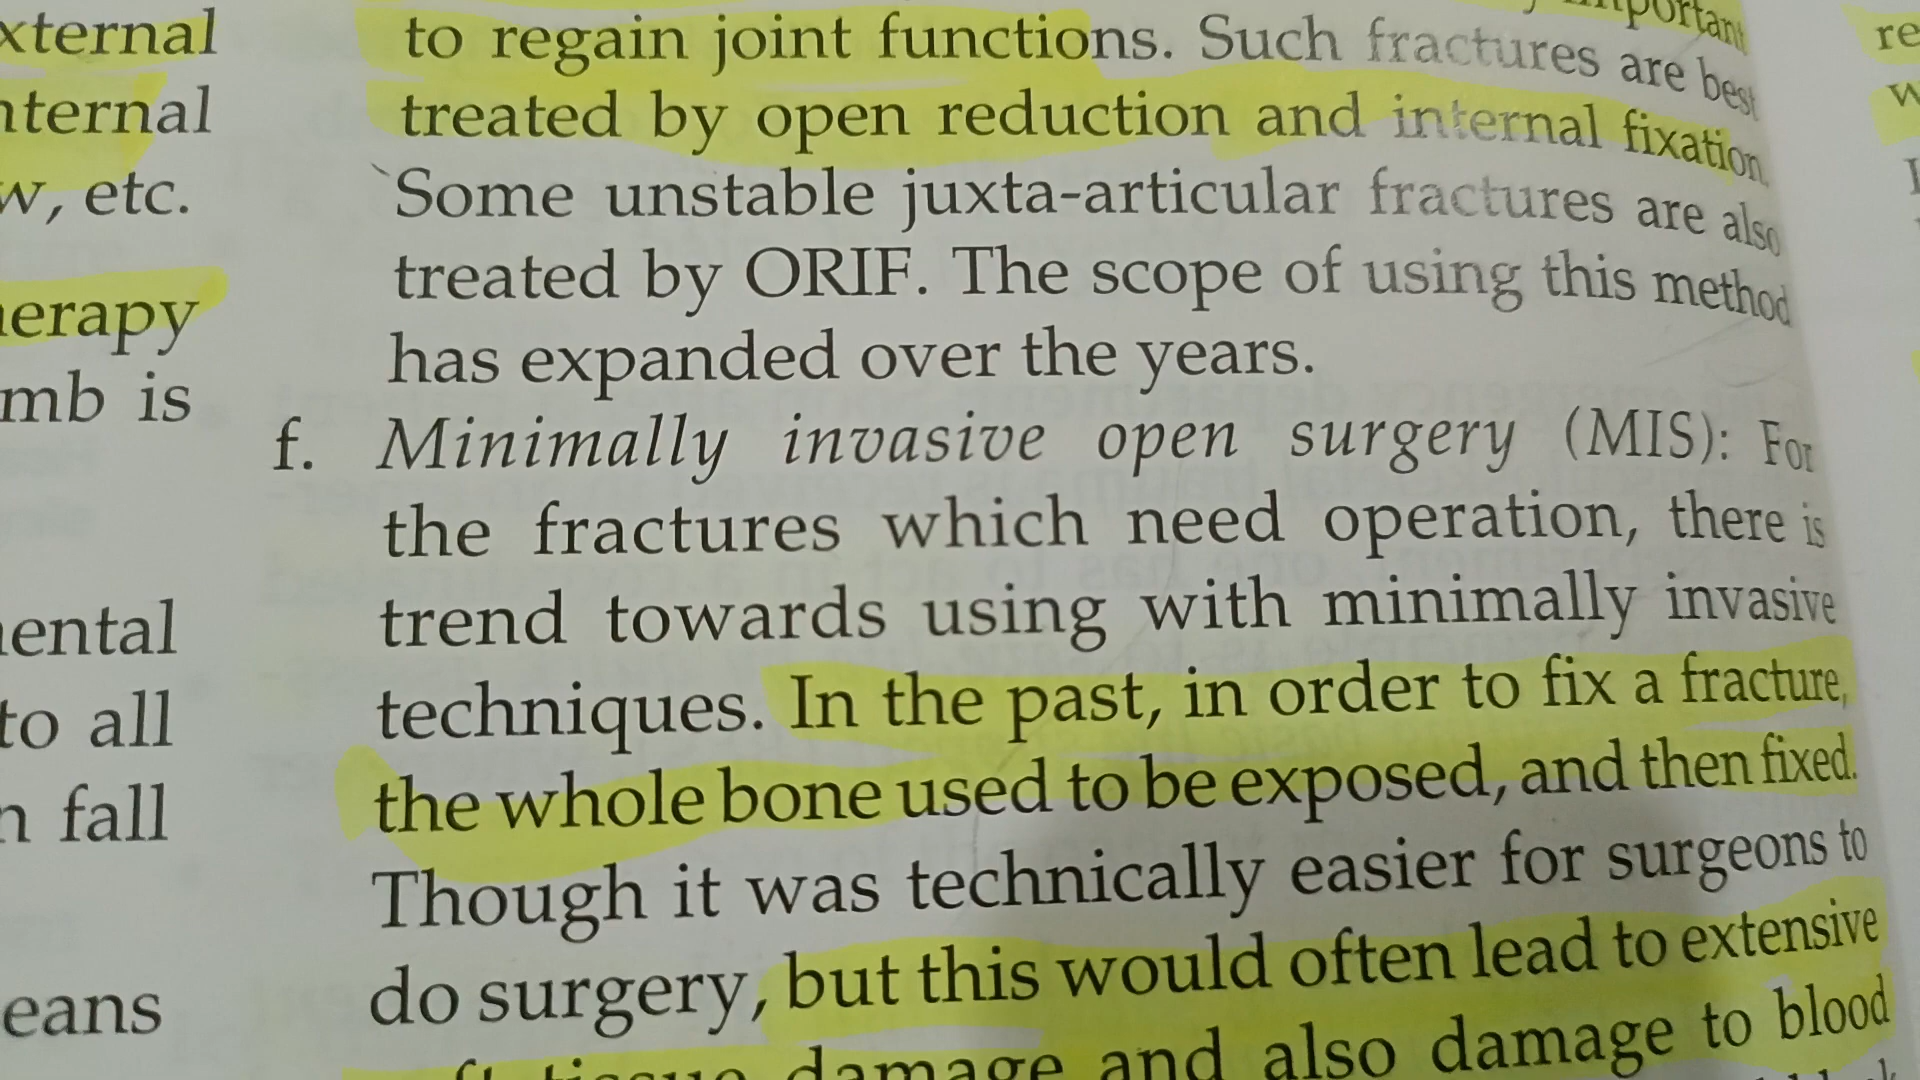 xternal
nternal
w, etc.
erapy
mb is
ental
to all
n fall
eans
important
to regain joint functions. Such fractures are best
treated by open reduction and internal fixation.
Some unstable juxta-articular fractures are also
treated by ORIF. The scope of using this method
has expanded over the years.
f. Minimally invasive open surgery (MIS): For
the fractures which need operation, there is
trend towards using with minimally invasive
techniques. In the past, in order to fix a fracture,
the whole bone used to be exposed, and then fixed.
Though it was technically easier for surgeons to
do surgery, but this would often lead to extensive
tissue damage and also damage to blood
re
w